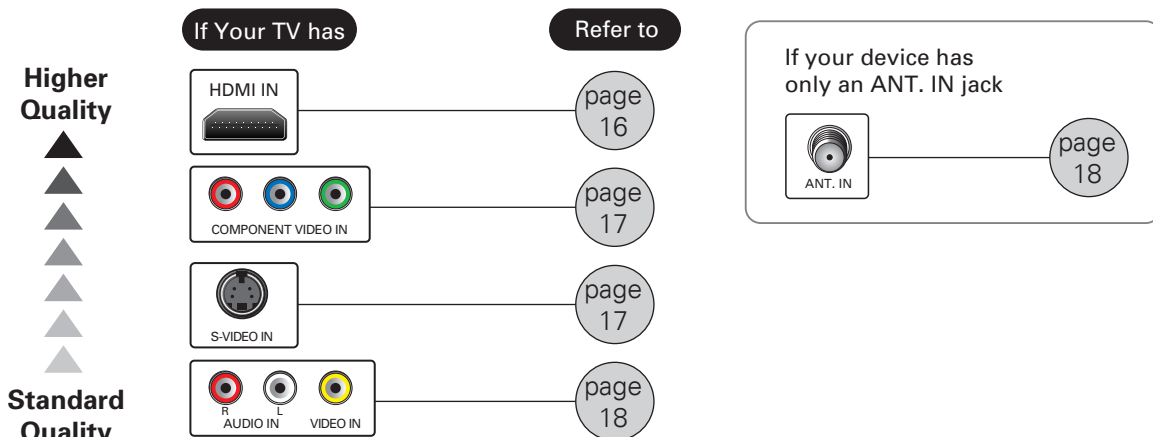 If Your TV has
Refer to
Higher
Quality
HDMI IN
page
16
COMPONENT VIDEO IN
page
17
S-VIDEO IN
page
17
Standard
Quality
R
L
AUDIO IN
VIDEO IN
page
18
If your device has
only an ANT. IN jack
ANT. IN
page
18